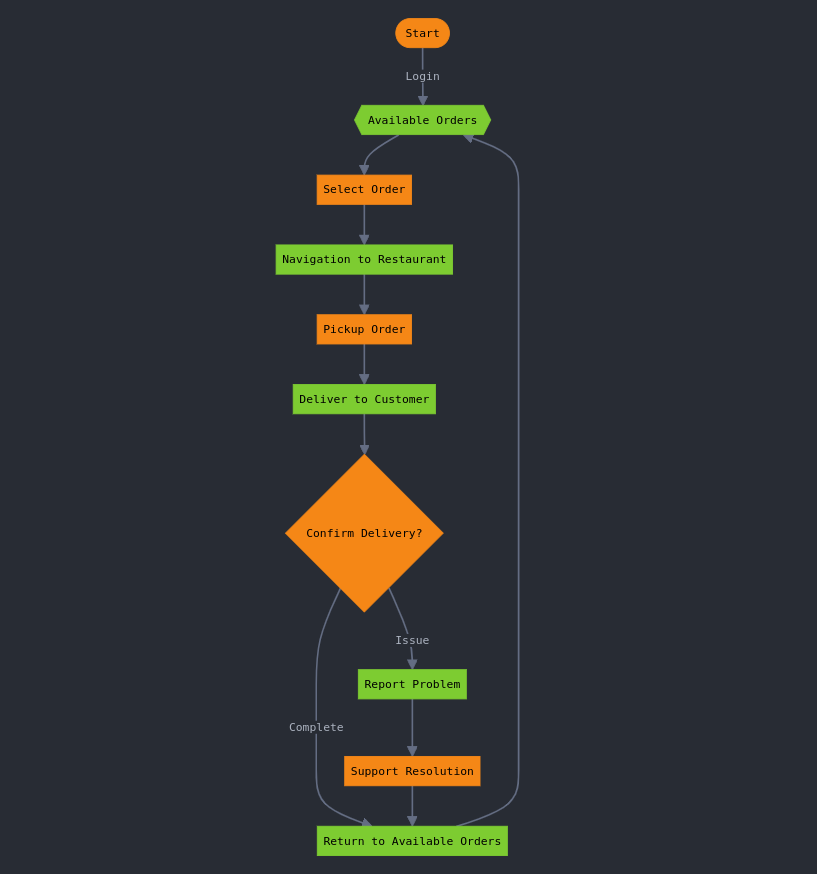 Start
Login
Available Orders
Select Order
Navigation to Restaurant
Pickup Order
Deliver to Customer
Confirm Delivery?
Issue
Report Problem
Complete
Support Resolution
Return to Available Orders